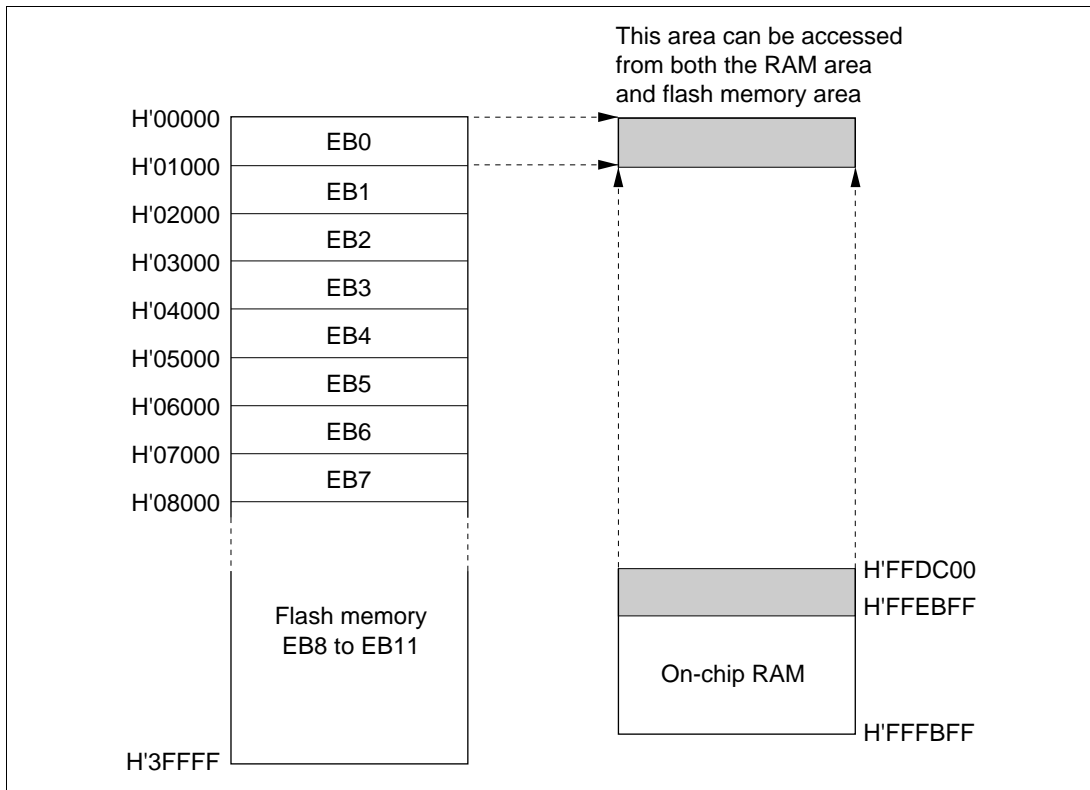 This area can be accessed
from both the RAM area
and flash memory area
H'00000
EB0
H'01000
EB1
H'02000
EB2
H'03000
EB3
H'04000
EB4
H'05000
EB5
H'06000
EB6
H'07000
EB7
H'08000
H'FFDC00
H'FFEBFF
Flash memory
EB8 to EB11
On-chip RAM
H'FFFBFF
H'3FFFF